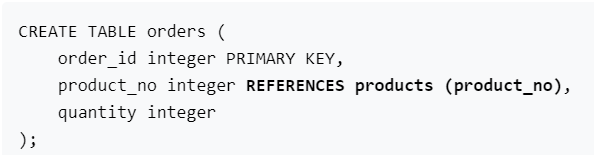 CREATE TABLE orders (
    order_id integer PRIMARY KEY,
    product_no integer REFERENCES products (product_no),
    quantity integer
);